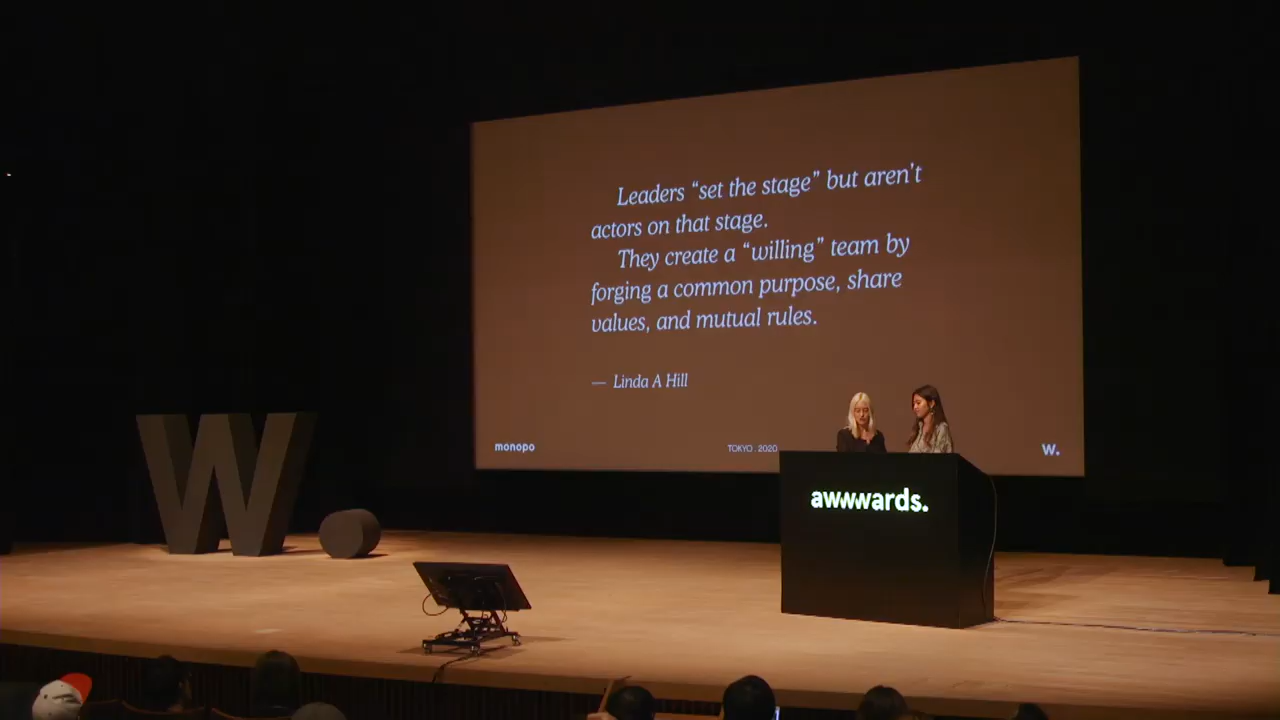 Leaders “set the stage” but aren’t
actors on that stage.
They create a “willing” team by
forging a common purpose, share
values, and mutual rules.
— Linda A Hill
monopo
TOKYO . 2020
W.
awwwards.
W.